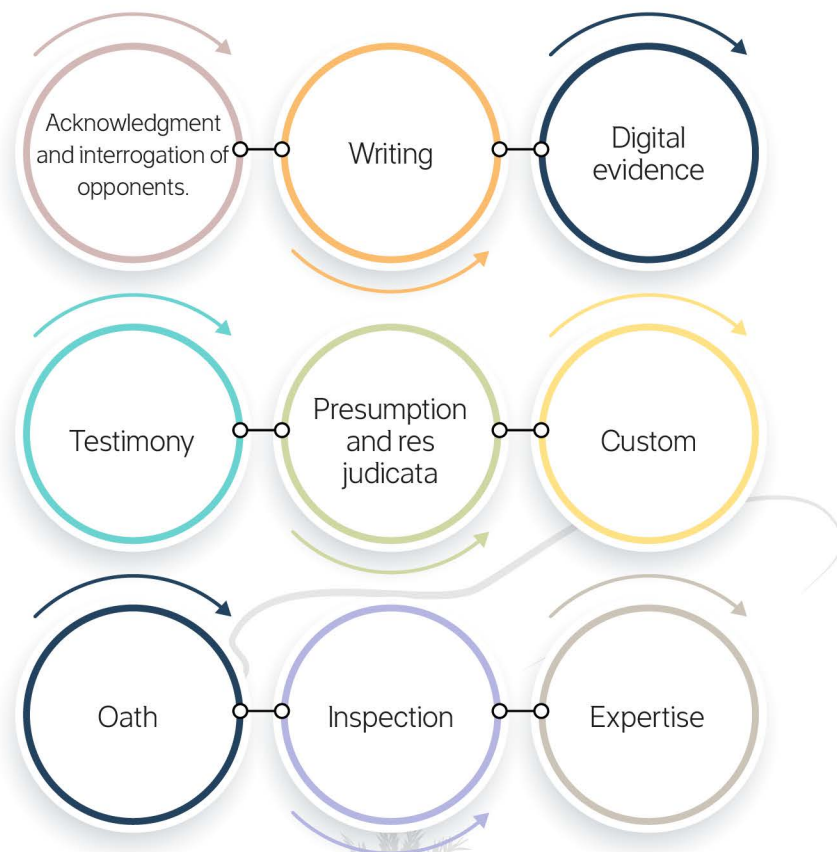 Acknowledgment
and interrogation of
opponents.
Writing
Digital
evidence
Testimony
Presumption
and res
judicata
Custom
Oath
Inspection
Expertise